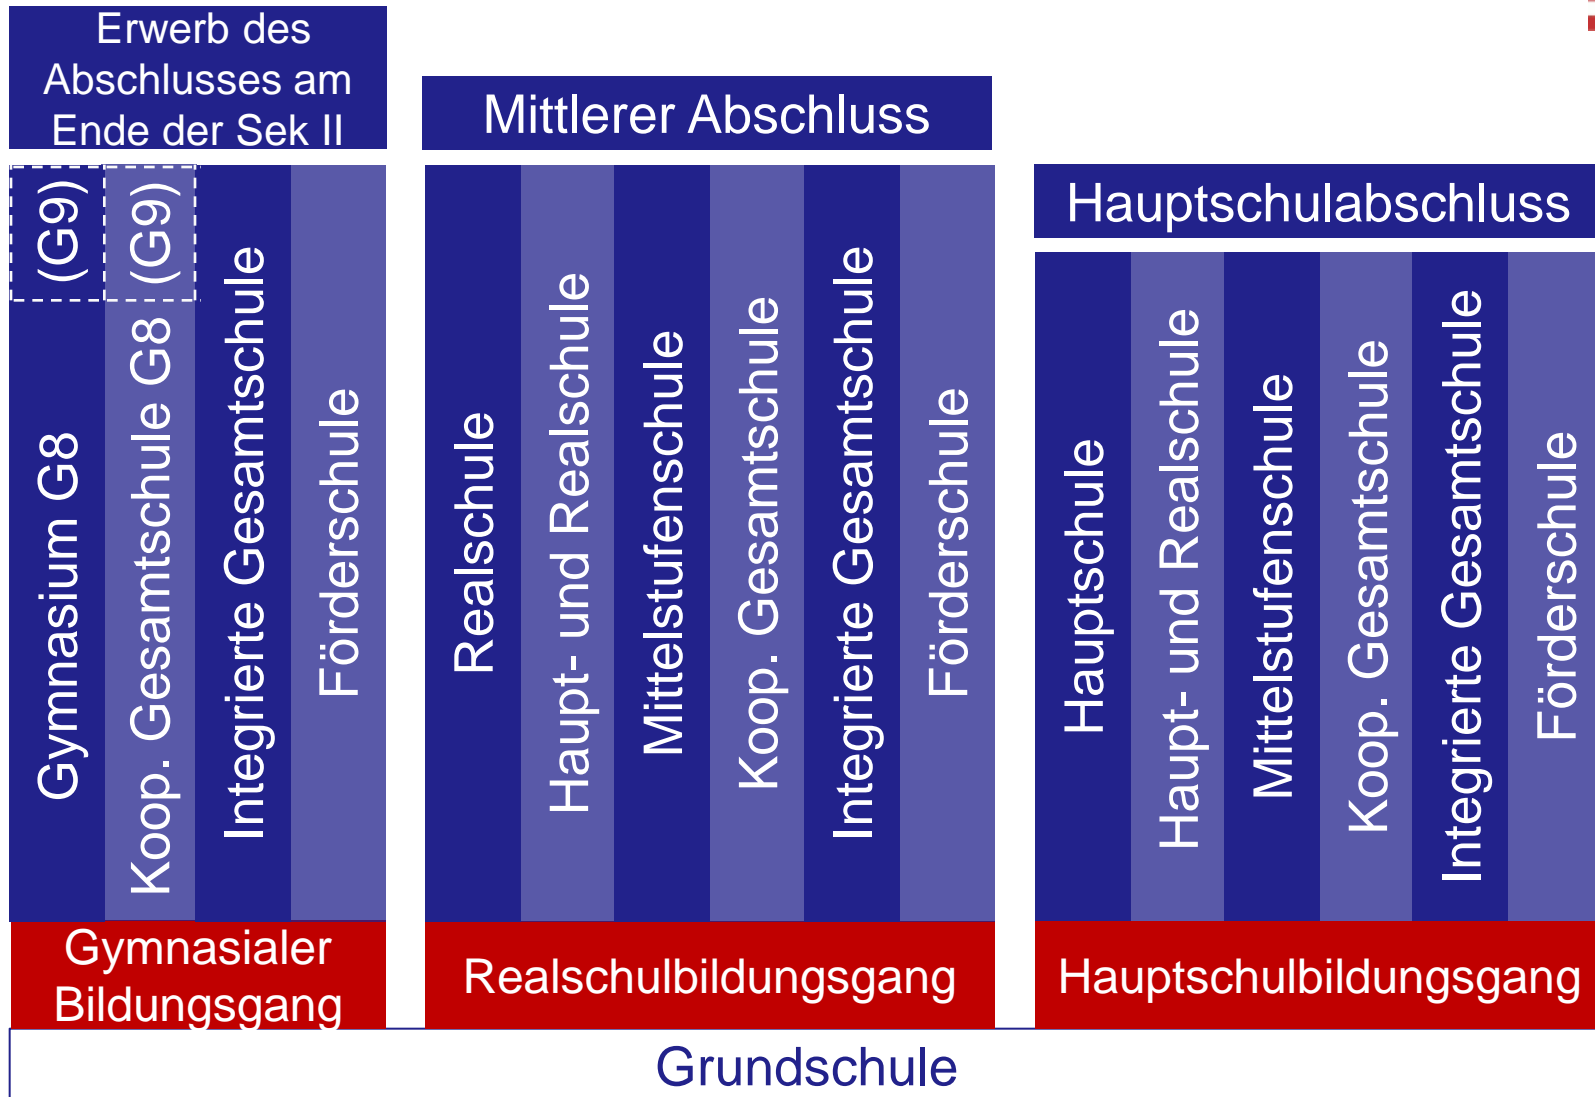 Erwerb des
Abschlusses am
Ende der Sek II
Mittlerer Abschluss
Hauptschulabschluss
Gymnasium G8 (G9)
Koop. Gesamtschule G8 (G9)
Integrierte Gesamtschule
Förderschule
Realschule
Haupt- und Realschule
Mittelstufenschule
Koop. Gesamtschule
Integrierte Gesamtschule
Förderschule
Hauptschule
Haupt- und Realschule
Mittelstufenschule
Koop. Gesamtschule
Integrierte Gesamtschule
Förderschule
Gymnasialer
Bildungsgang
Realschulbildungsgang
Hauptschulbildungsgang
Grundschule